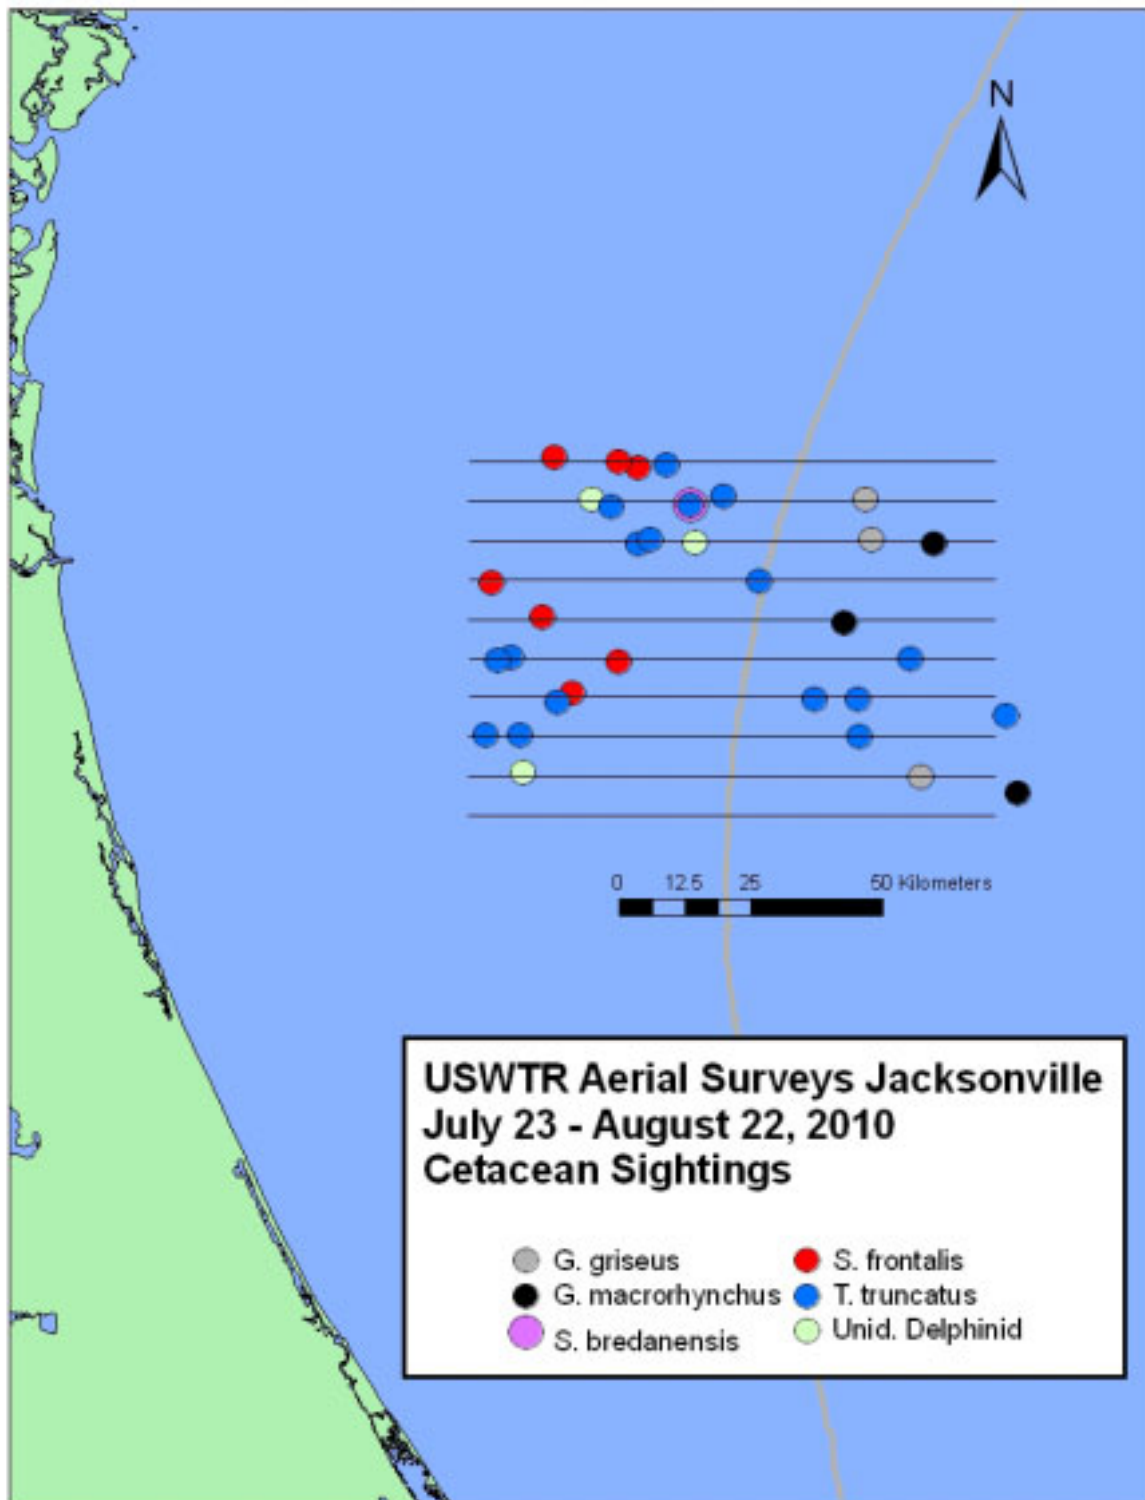 N
0 12.5 25 50 Kilometers
USWTR Aerial Surveys Jacksonville
July 23 - August 22, 2010
Cetacean Sightings
G. griseus
G. macrorhynchus
S. bredanensis
S. frontalis
T. truncatus
Unid. Delphinid